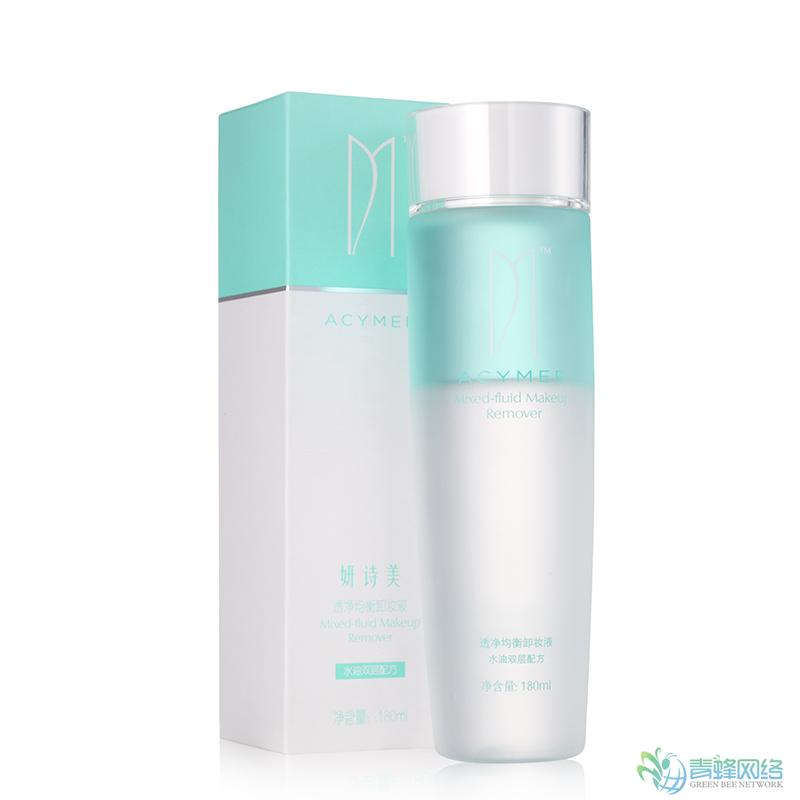 TM
ACYMER
妍诗美
透净均衡卸妆液
Mixed-fluid Makeup
Remover
水油双层配方
净含量: 180ml
TM
ACYMER
Mixed-fluid Makeup
Remover
透净均衡卸妆液
水油双层配方
净含量: 180ml
青蜂网络
GREEN BEE NETWORK